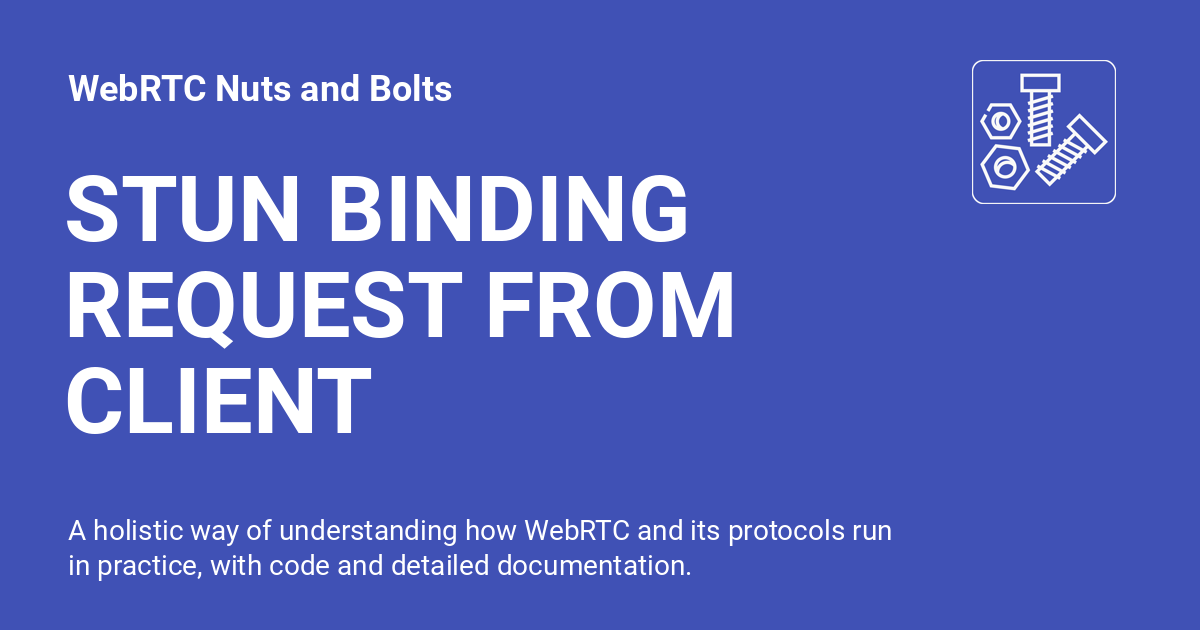 WebRTC Nuts and Bolts
STUN BINDING
REQUEST FROM
CLIENT
A holistic way of understanding how WebRTC and its protocols run
in practice, with code and detailed documentation.